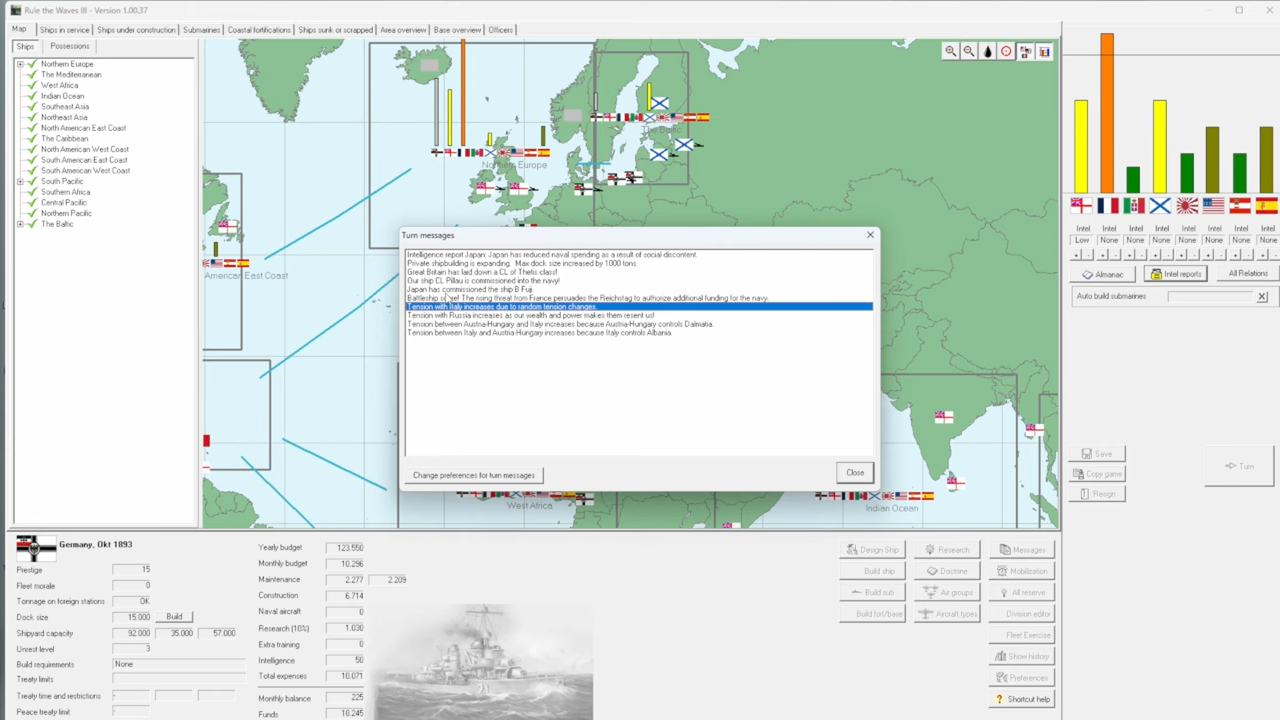 Rule the Waves III - Version 1.00.37
Map Ships in service Ships under construction Submarines Coastal fortifications Ships sunk or scrapped Area overview Base overview Officers
Ships Possessions
Northern Europe
The Mediterranean
West Africa
Indian Ocean
Southeast Asia
Northeast Asia
North American East Coast
The Caribbean
North American West Coast
South American East Coast
South American West Coast
South Pacific
Southern Africa
Central Pacific
Northern Pacific
The Baltic
The Baltic
Northern Europe
American East Coast
West Africa
Indian Ocean
Turn messages
Intelligence report Japan: Japan has reduced naval spending as a result of social discontent.
Private shipbuilding is expanding. Max dock size increased by 1000 tons.
Great Britain has laid down a CL of Thetis class!
Our ship CL Pillau is commissioned into the navy!
Japan has commissioned the ship B Fuji.
The rising threat from France persuades the Reichstag to authorize additional funding for the navy.
Tension with Italy increases due to random tension changes.
Tension with Russia increases as our wealth and power makes them resent us!
Tension between Austria-Hungary and Italy increases because Austria-Hungary controls Dalmatia.
Tension between Italy and Austria-Hungary increases because Italy controls Albania.
Change preferences for turn messages
Close
Intel Intel Intel Intel Intel Intel Intel Intel
Low None None None None None None None
Almanac Intel reports All Relations
Auto build submarines
Save
Copy game
Resign
Turn
Germany, Okt 1893
Prestige 15
Fleet morale 0
Tonnage on foreign stations OK
Dock size 15.000 Build
Shipyard capacity 92.000 35.000 57.000
Unrest level 3
Build requirements None
Treaty limits
Treaty time and restrictions
Peace treaty limit
Yearly budget 123.550
Monthly budget 10.296
Maintenance 2.277 2.209
Construction 6.714
Naval aircraft 0
Research (10%) 1.030
Extra training 0
Intelligence 50
Total expenses 10.071
Monthly balance 225
Funds 10.245
Design Ship Research Messages
Build ship Doctrine Mobilization
Build sub Air groups All reserve
Build fort/base Aircraft types Division editor
Fleet Exercise
Show history
Preferences
Shortcut help